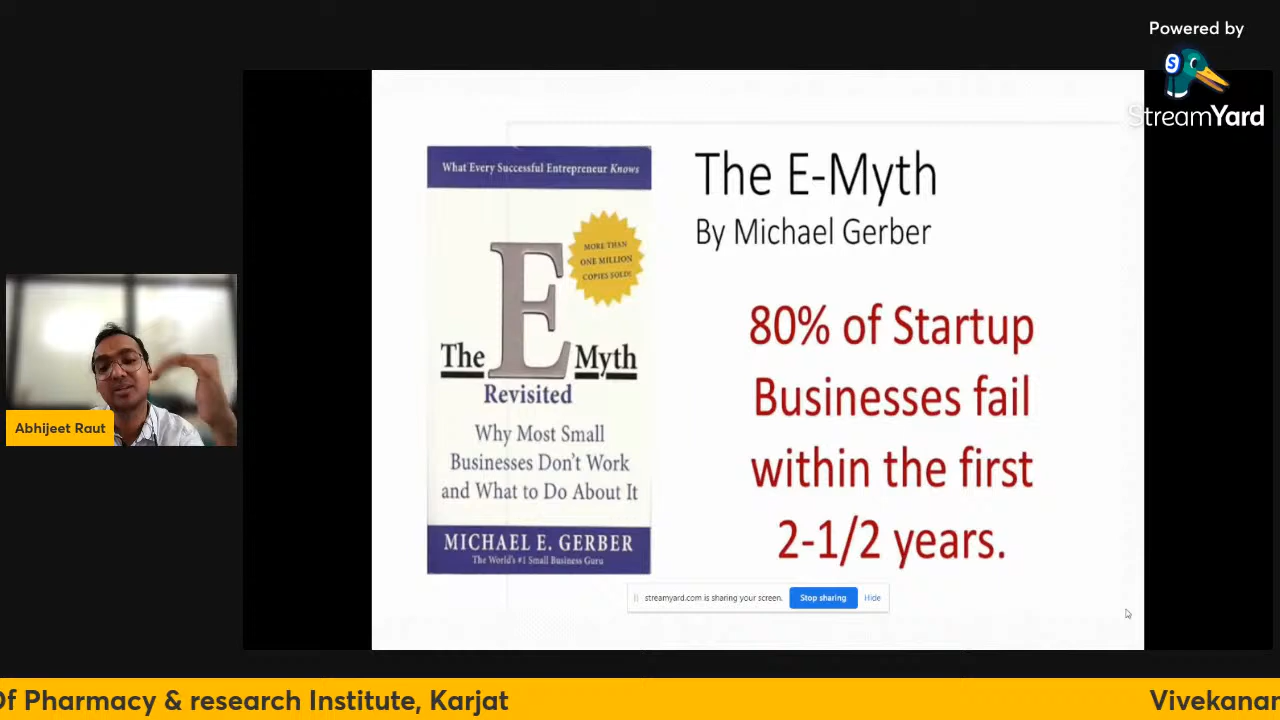 Powered by
StreamYard
What Every Successful Entrepreneur Knows
MORE THAN
ONE MILLION
COPIES SOLD!
The E Myth
Revisited
Why Most Small
Businesses Don't Work
and What to Do About It
MICHAEL E. GERBER
The World's #1 Small Business Guru
The E-Myth
By Michael Gerber
80% of Startup
Businesses fail
within the first
2-1/2 years.
Abhijeet Raut
streamyard.com is sharing your screen.
Stop sharing
Hide
Of Pharmacy & research Institute, Karjat
Vivekanan